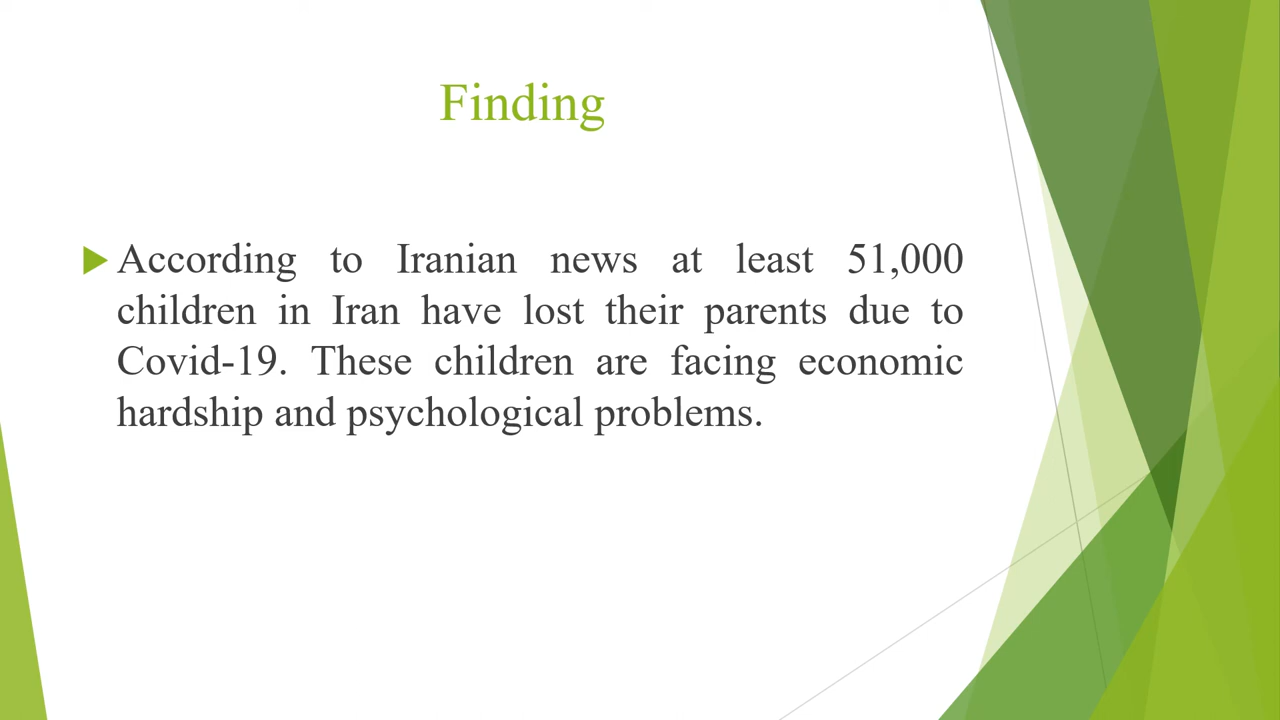 Finding
According to Iranian news at least 51,000
children in Iran have lost their parents due to
Covid-19. These children are facing economic
hardship and psychological problems.